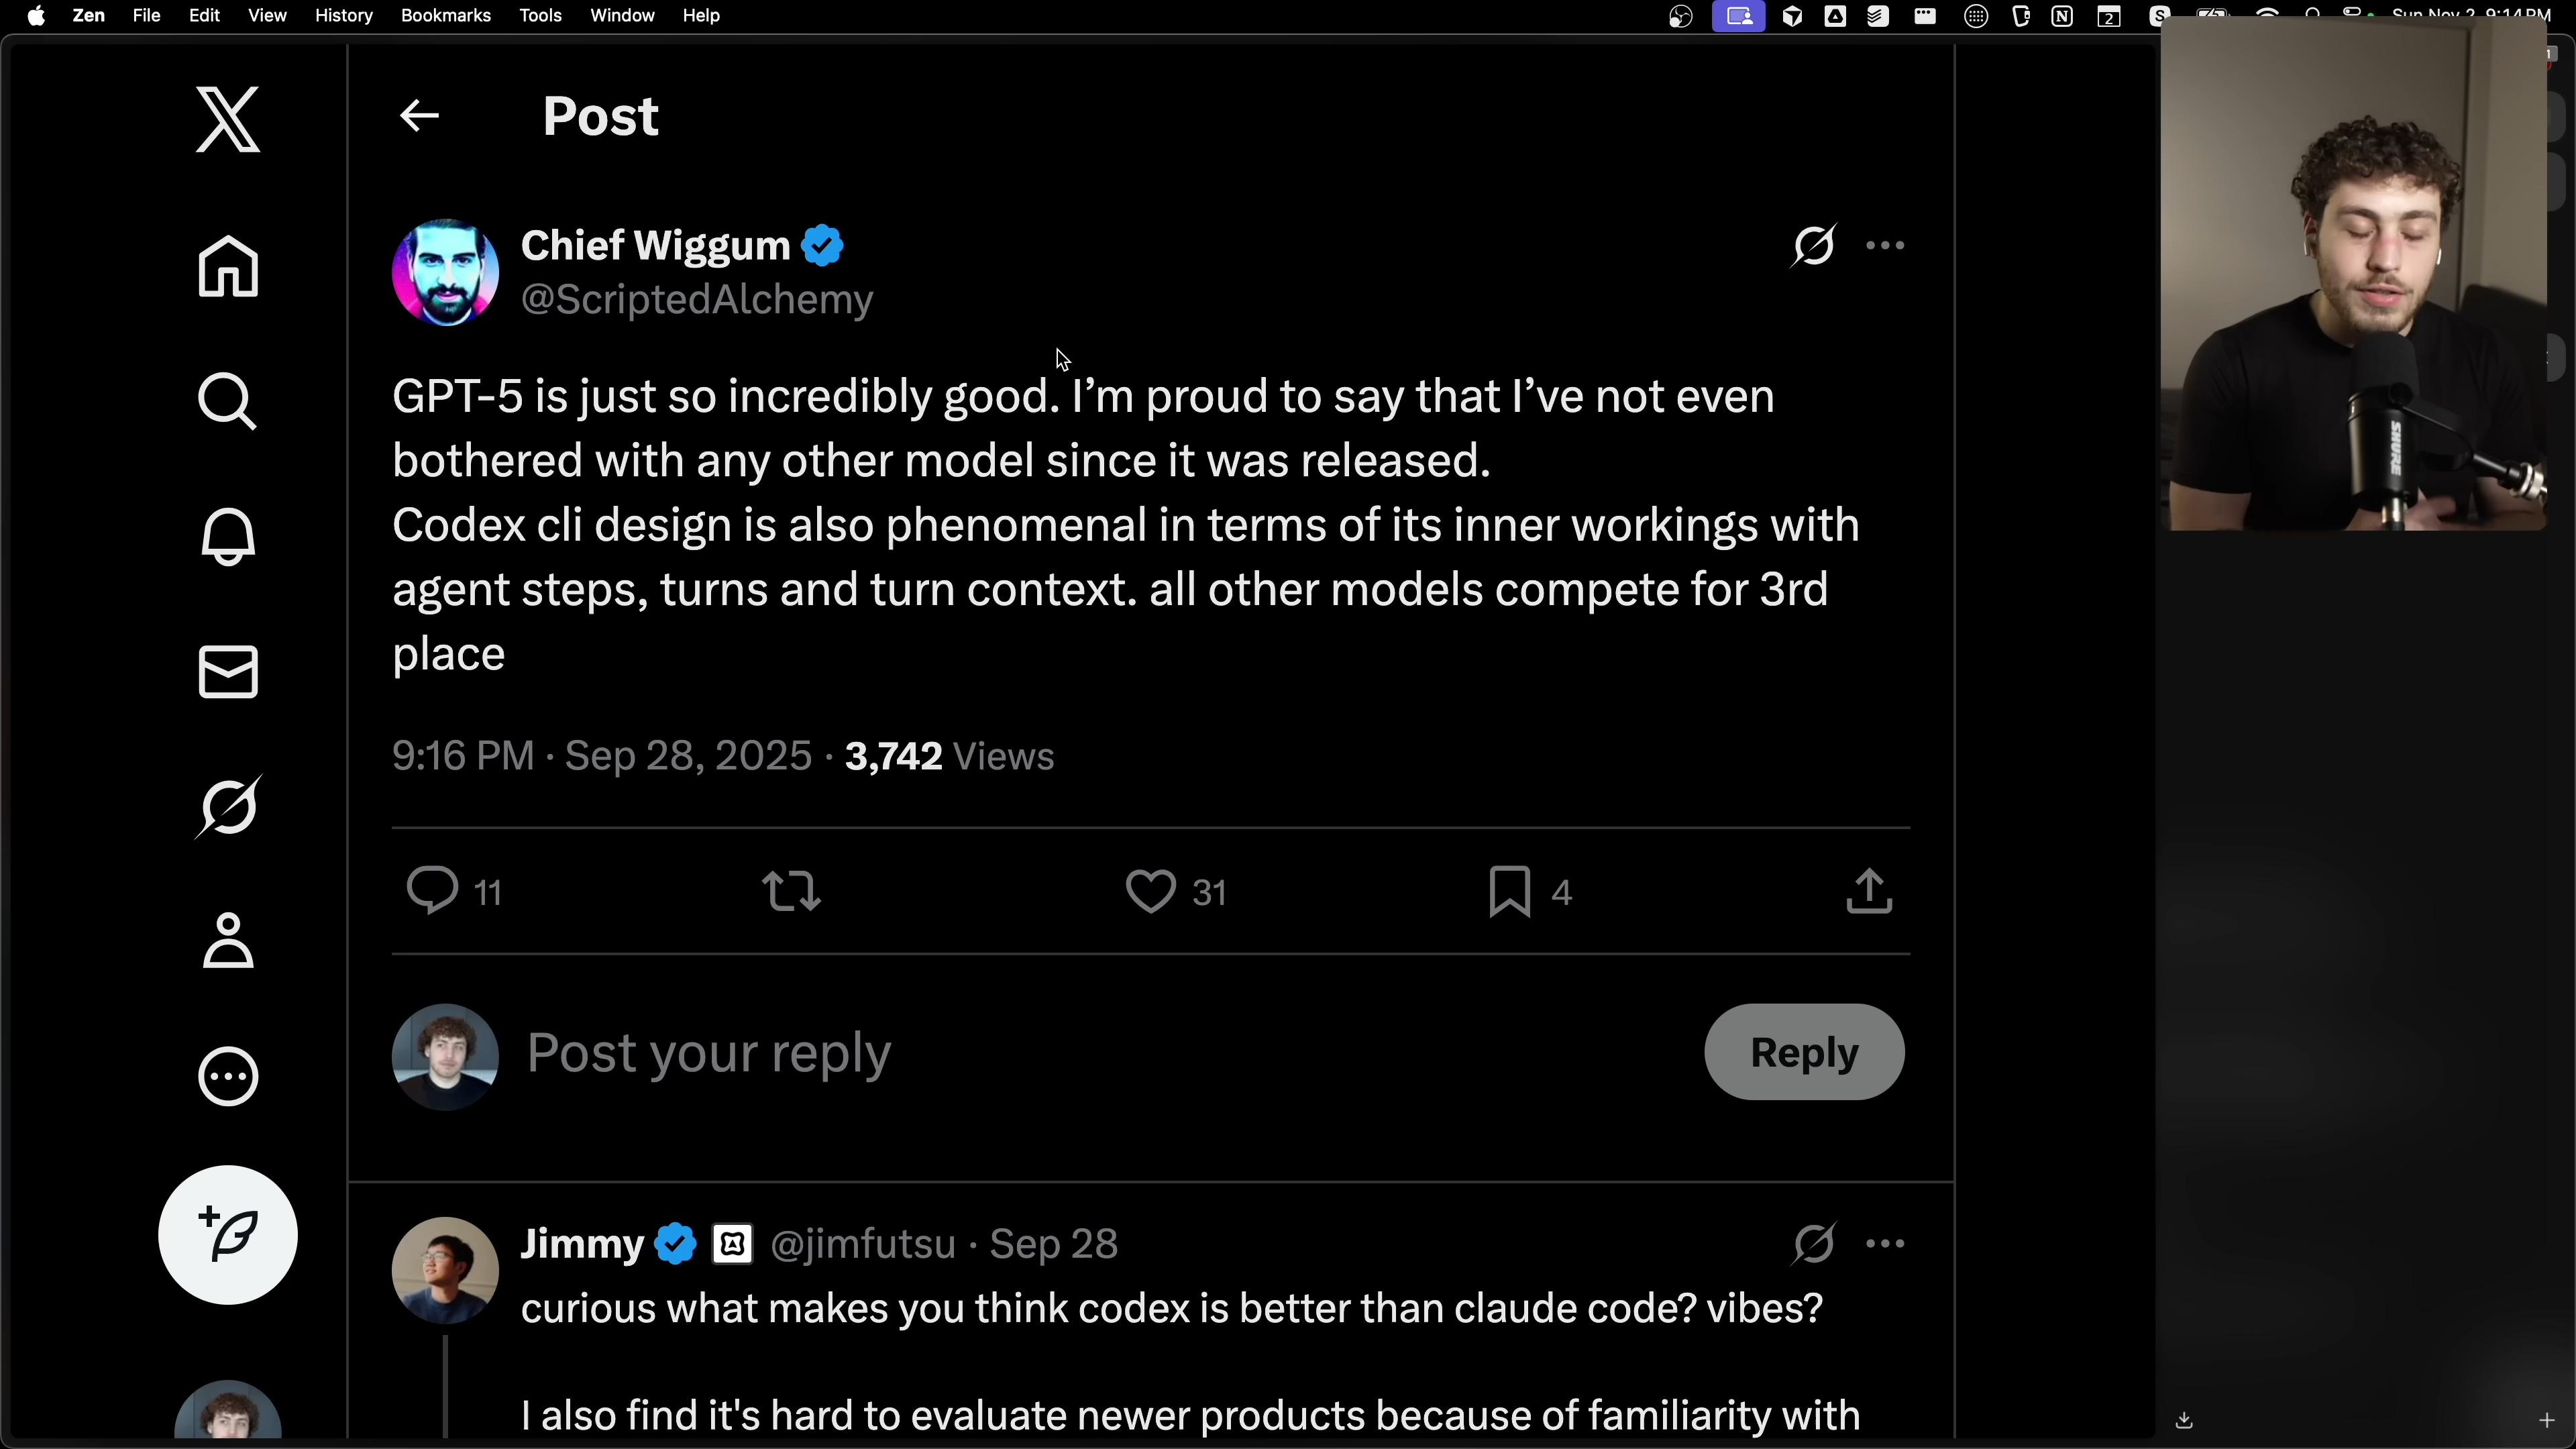 Zen File Edit View History Bookmarks Tools Window Help
Sun Nov 2 9:14 PM
Post
Chief Wiggum
@ScriptedAlchemy
GPT-5 is just so incredibly good. I’m proud to say that I’ve not even
bothered with any other model since it was released.
Codex cli design is also phenomenal in terms of its inner workings with
agent steps, turns and turn context. all other models compete for 3rd
place
9:16 PM · Sep 28, 2025 · 3,742 Views
11 31 4
Post your reply
Reply
Jimmy @jimfutsu · Sep 28
curious what makes you think codex is better than claude code? vibes?
I also find it's hard to evaluate newer products because of familiarity with
SHURE